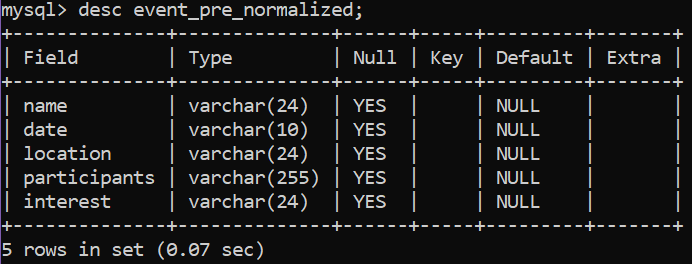 mysql> desc event_pre_normalized;
+--------------+--------------+------+-----+---------+-------+
| Field        | Type         | Null | Key | Default | Extra |
+--------------+--------------+------+-----+---------+-------+
| name         | varchar(24)  | YES  |     | NULL    |       |
| date         | varchar(10)  | YES  |     | NULL    |       |
| location     | varchar(24)  | YES  |     | NULL    |       |
| participants | varchar(255) | YES  |     | NULL    |       |
| interest     | varchar(24)  | YES  |     | NULL    |       |
+--------------+--------------+------+-----+---------+-------+
5 rows in set (0.07 sec)